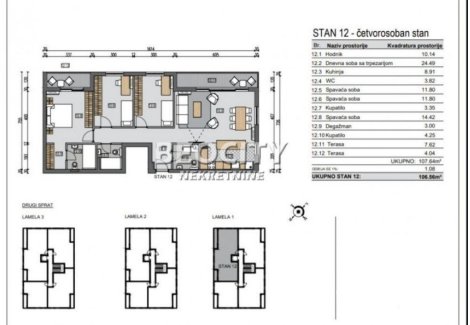 STAN 12 - četvorosoban stan
Br. Naziv prostorije Kvadratura prostorije
12.1 Hodnik 10.14
12.2 Dnevna soba sa trpezarijom 24.49
12.3 Kuhinja 8.91
12.4 WC 3.82
12.5 Spavaća soba 11.80
12.6 Spavaća soba 11.80
12.7 Kupatilo 3.35
12.8 Spavaća soba 14.42
12.9 Degažman 3.00
12.10 Kupatilo 4.25
12.11 Terasa 7.62
12.12 Terasa 4.04
UKUPNO: 107.64m²
1.08
UKUPNO STAN 12: 106.56m²
BEOCITY
NEKRETNINE
STAN 12
DRUGI SPRAT
LAMELA 3
LAMELA 2
LAMELA 1
STAN 12